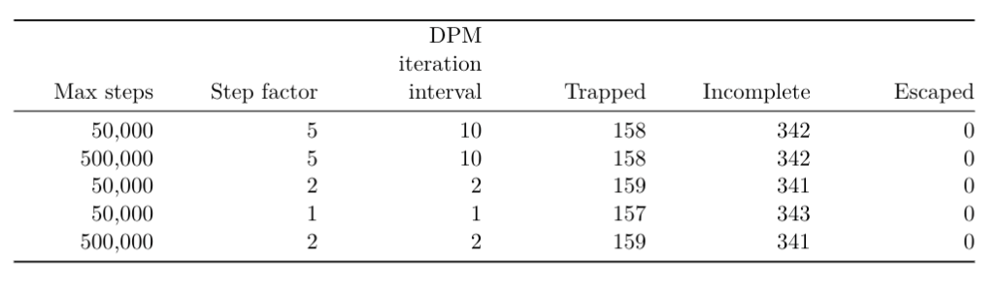 DPM
iteration
Max steps Step factor interval Trapped Incomplete Escaped
50,000 5 10 158 342 0
500,000 5 10 158 342 0
50,000 2 2 159 341 0
50,000 1 1 157 343 0
500,000 2 2 159 341 0